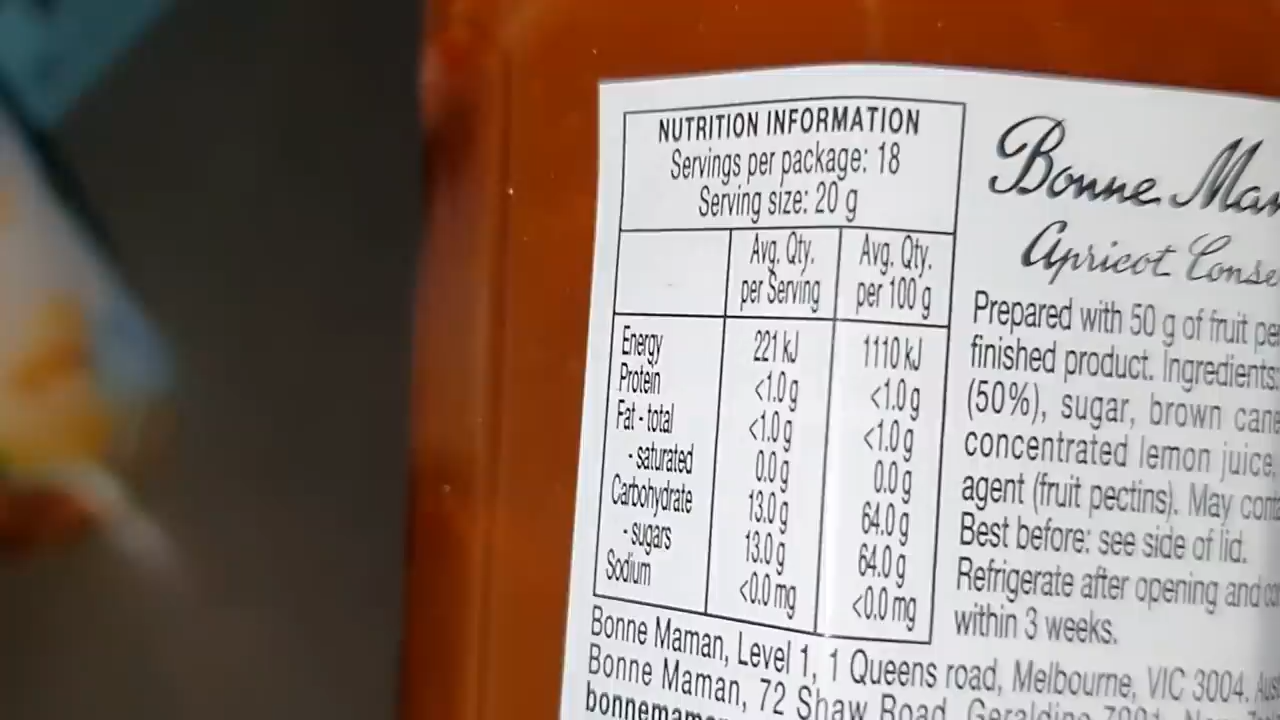 NUTRITION INFORMATION
Servings per package: 18
Serving size: 20 g
Avg. Qty. per Serving Avg. Qty. per 100 g
Energy 221 kJ 1110 kJ
Protein <1.0 g <1.0 g
Fat - total <1.0 g <1.0 g
- saturated 0.0 g 0.0 g
Carbohydrate 13.0 g 64.0 g
- sugars 13.0 g 64.0 g
Sodium <0.0 mg <0.0 mg
Bonne
Apricot
Prepared with 50 g of fruit
finished product. Ingredients:
(50%), sugar, brown cane
concentrated lemon juice,
agent (fruit pectins). May
Best before: see side of lid.
Refrigerate after opening and
within 3 weeks.
Bonne Maman, Level 1, 1 Queens road, Melbourne, VIC 3004.
Bonne Maman, 72 Shaw Road